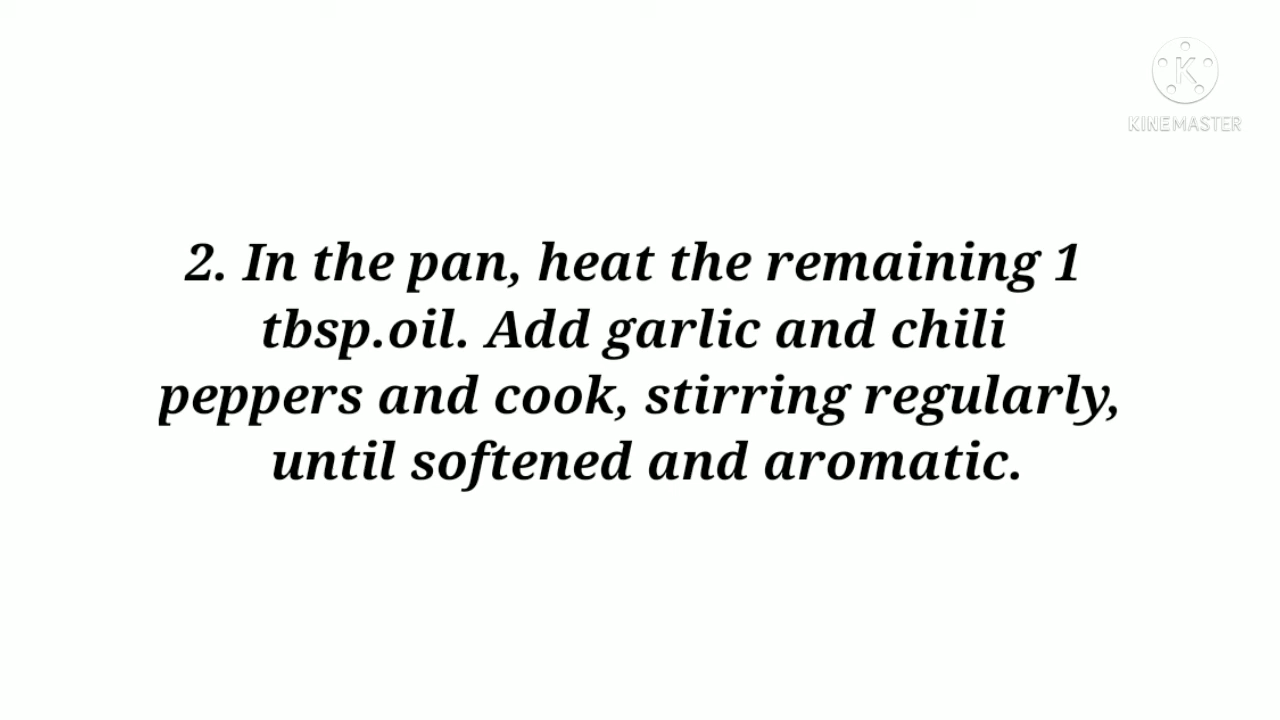 KINEMASTER
2. In the pan, heat the remaining 1
tbsp.oil. Add garlic and chili
peppers and cook, stirring regularly,
until softened and aromatic.